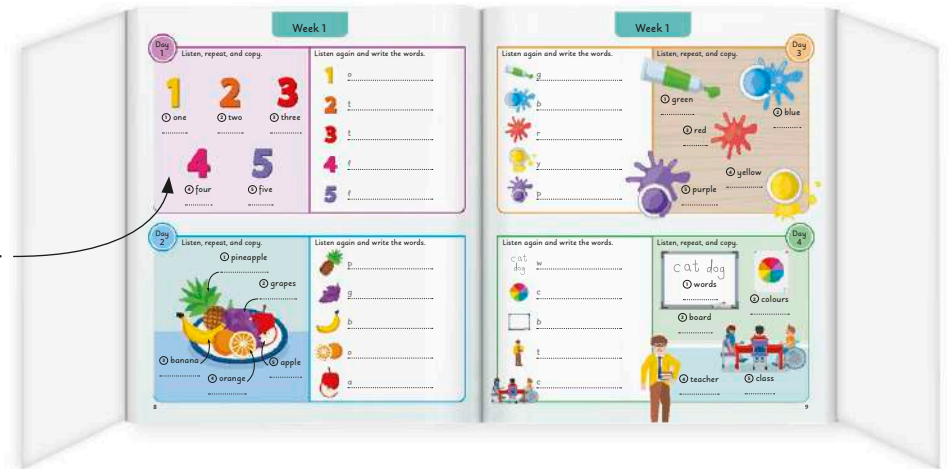 Week 1
Day
1
Listen, repeat, and copy.
1 2 3
① one ② two ③ three
4 5
④ four ⑤ five
Listen again and write the words.
1 o
2 t
3 t
4 f
5 f
Day
2
Listen, repeat, and copy.
① pineapple
② grapes
③ banana
④ orange
⑤ apple
Listen again and write the words.
p
g
b
o
a
8
Week 1
Listen again and write the words.
g
b
r
y
p
Day
3
Listen, repeat, and copy.
① green
② blue
③ red
④ yellow
⑤ purple
Listen again and write the words.
cat
dog
w
c
b
t
c
Day
4
Listen, repeat, and copy.
cat dog
① words
② colours
③ board
④ teacher
⑤ class
9